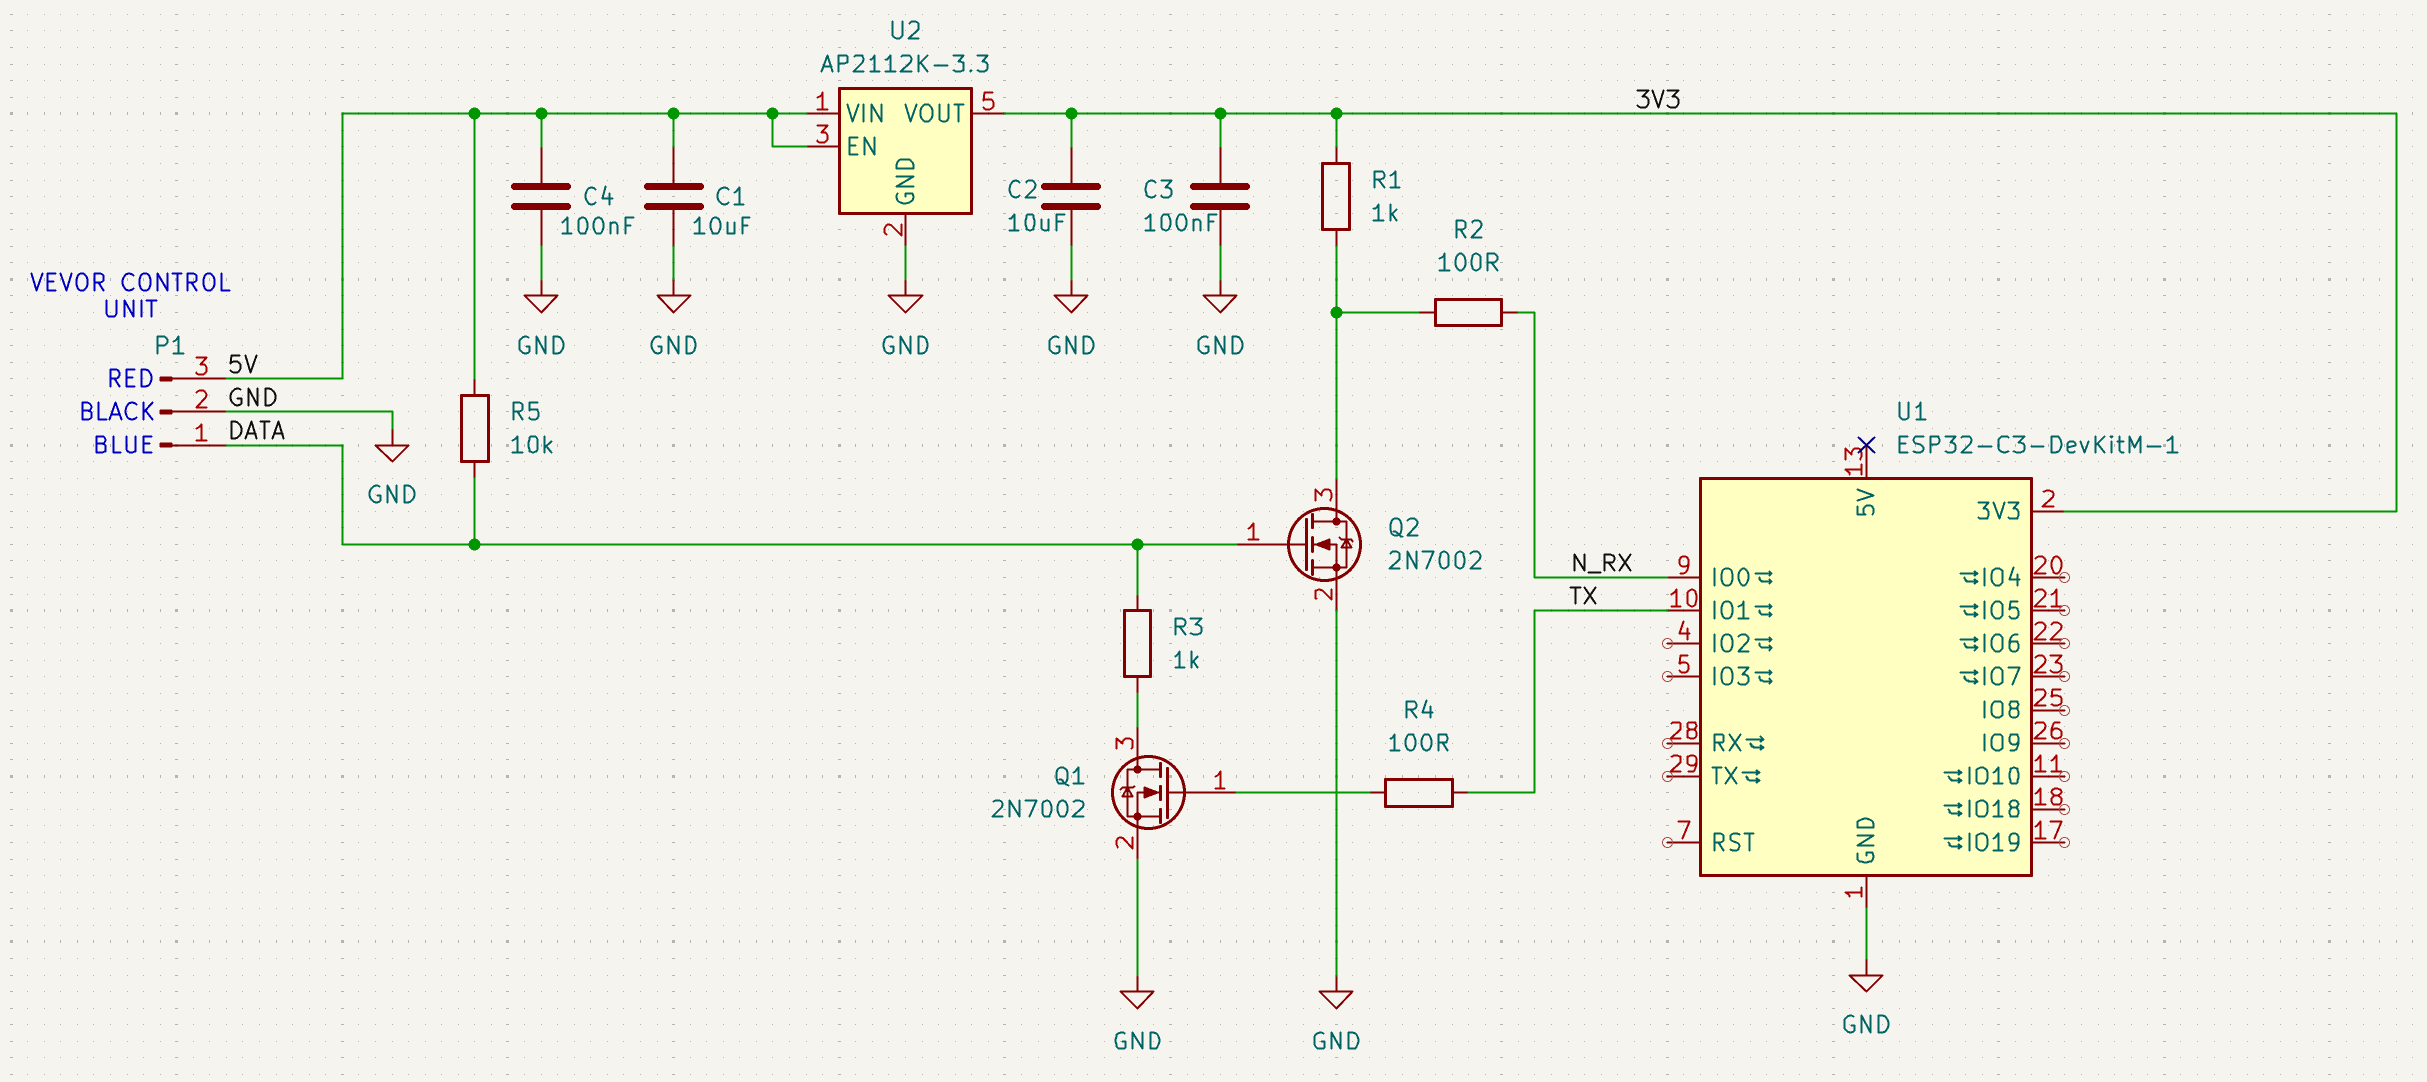 U2
AP2112K-3.3
1
VIN
VOUT
5
3
EN
GND
2
3V3
C4
100nF
C1
10uF
C2
10uF
C3
100nF
R1
1k
R2
100R
GND
GND
GND
GND
GND
VEVOR CONTROL
UNIT
P1
RED
3
5V
BLACK
2
GND
BLUE
1
DATA
GND
R5
10k
1
3
Q2
2N7002
2
R3
1k
3
Q1
2N7002
1
2
R4
100R
GND
GND
N_RX
TX
U1
ESP32-C3-DevKitM-1
13
5V
3V3
2
9
IO0
IO4
20
10
IO1
IO5
21
4
IO2
IO6
22
5
IO3
IO7
23
IO8
25
28
RX
IO9
26
29
TX
IO10
11
IO18
18
7
RST
GND
IO19
17
1
GND